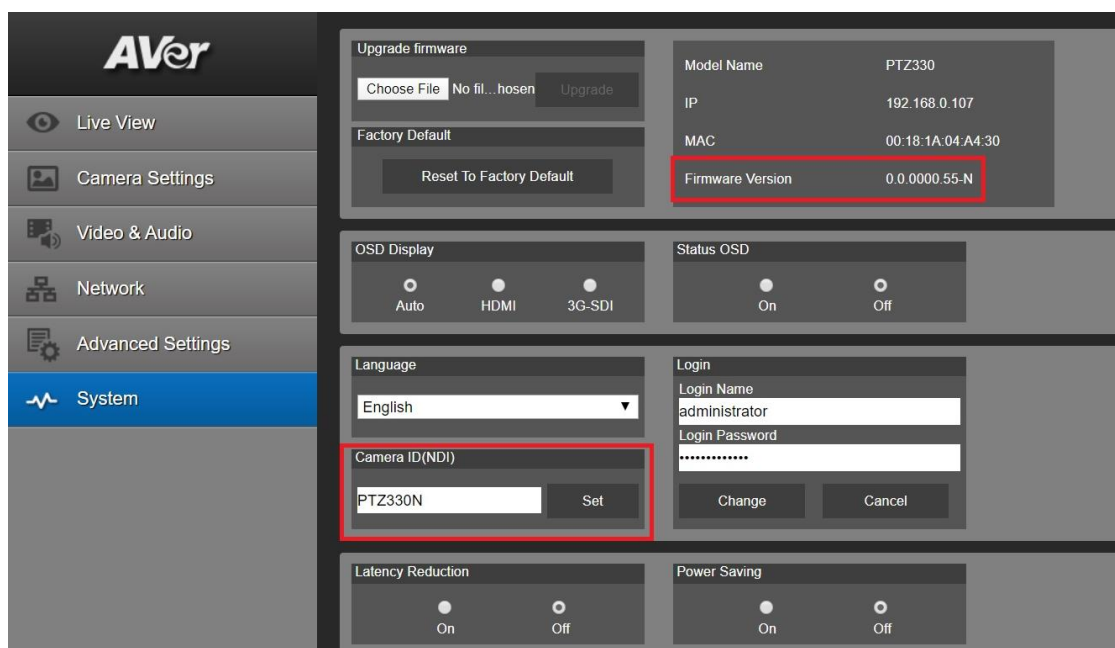 AVer
Live View
Camera Settings
Video & Audio
Network
Advanced Settings
System
Upgrade firmware
Choose File No fil...hosen Upgrade
Factory Default
Reset To Factory Default
Model Name PTZ330
IP 192.168.0.107
MAC 00:18:1A:04:A4:30
Firmware Version 0.0.0000.55-N
OSD Display
Auto HDMI 3G-SDI
Status OSD
On Off
Language
English
Camera ID(NDI)
PTZ330N Set
Login
Login Name
administrator
Login Password
•••••••••••••
Change Cancel
Latency Reduction
On Off
Power Saving
On Off